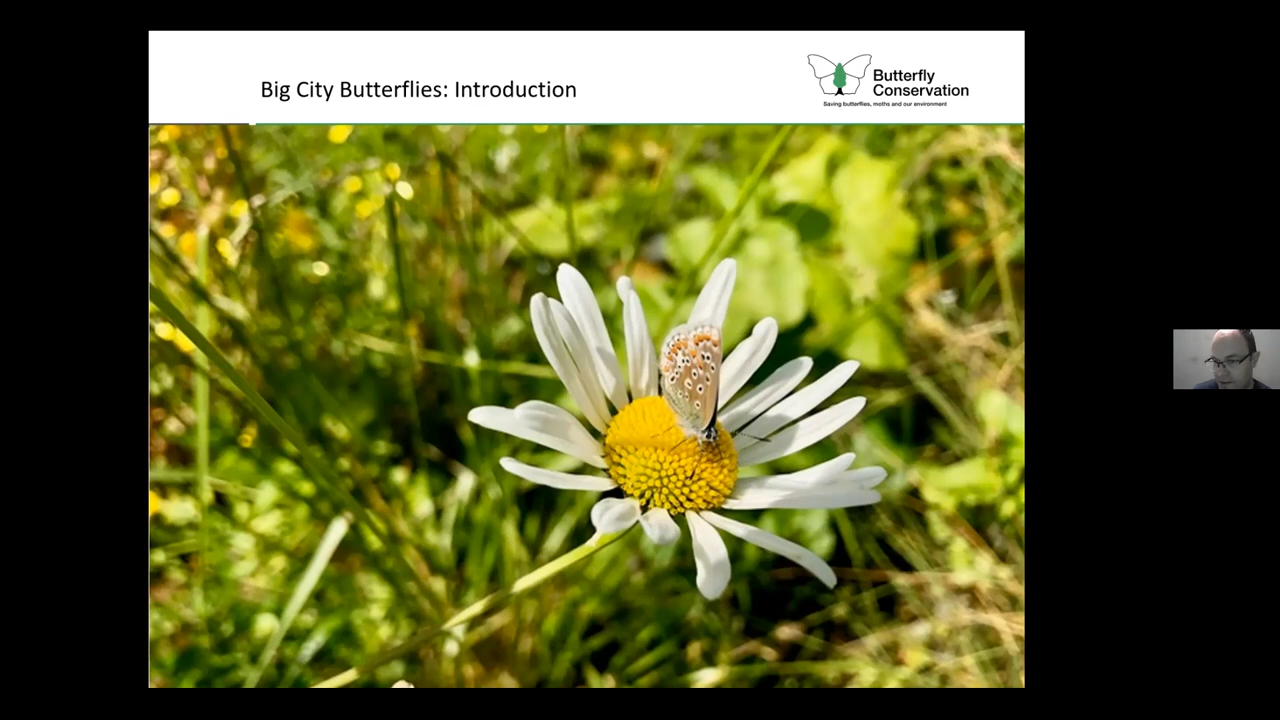 Big City Butterflies: Introduction
Butterfly
Conservation
Saving butterflies, moths and our environment